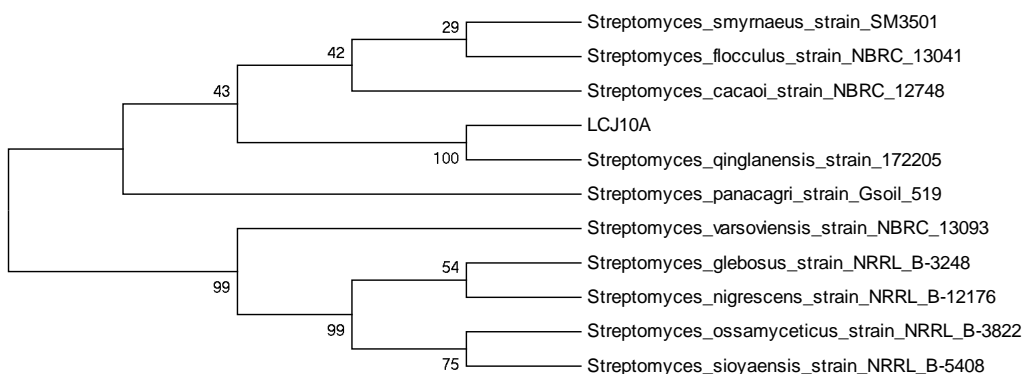 29
Streptomyces_smyrnaeus_strain_SM3501
42
Streptomyces_flocculus_strain_NBRC_13041
43
Streptomyces_cacaoi_strain_NBRC_12748
LCJ10A
100
Streptomyces_qinglanensis_strain_172205
Streptomyces_panacagri_strain_Gsoil_519
Streptomyces_varsoviensis_strain_NBRC_13093
99
54
Streptomyces_glebosus_strain_NRRL_B-3248
Streptomyces_nigrescens_strain_NRRL_B-12176
99
Streptomyces_ossamyceticus_strain_NRRL_B-3822
75
Streptomyces_sioyaensis_strain_NRRL_B-5408